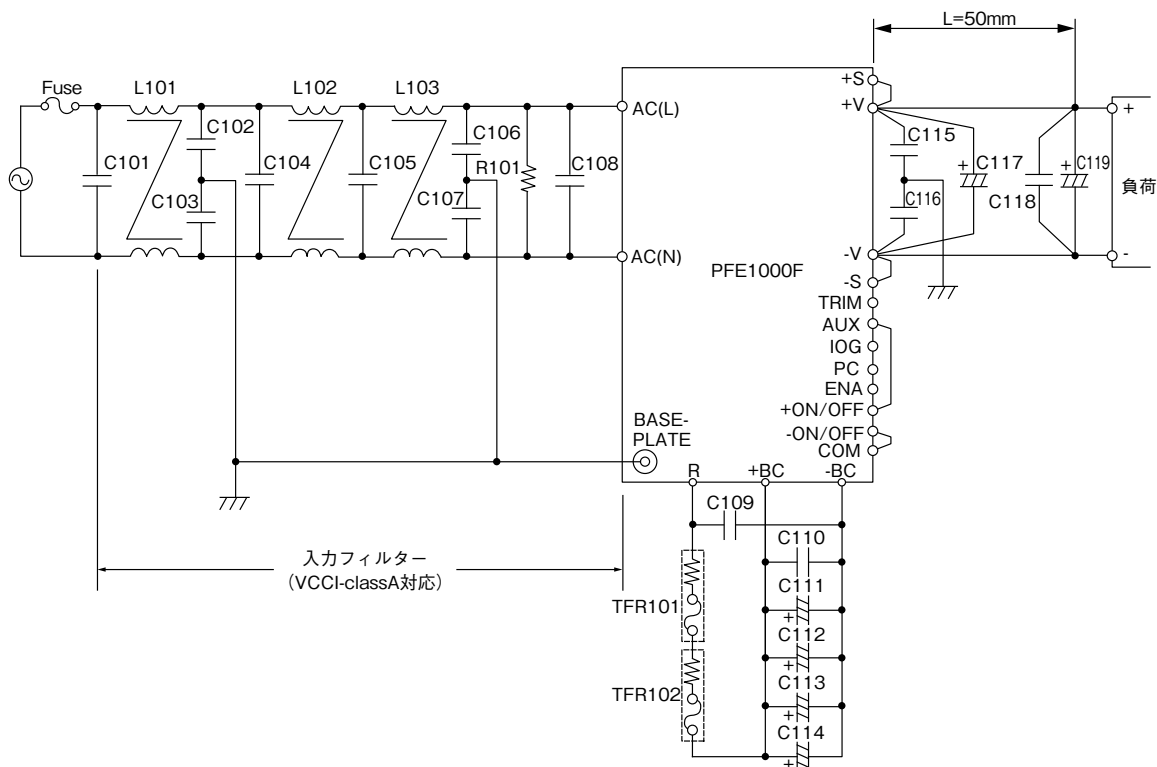 L=50mm
Fuse
L101
L102
L103
C101
C102
C103
C104
C105
C106
C107
R101
C108
AC(L)
AC(N)
PFE1000F
+S
+V
-V
-S
TRIM
AUX
IOG
PC
ENA
+ON/OFF
-ON/OFF
COM
BASE-
PLATE
R
+BC
-BC
C115
C116
+
C117
C118
+
C119
+
負荷
-
入力フィルター
（VCCI-classA対応）
C109
TFR101
TFR102
C110
C111
+
C112
+
C113
+
C114
+